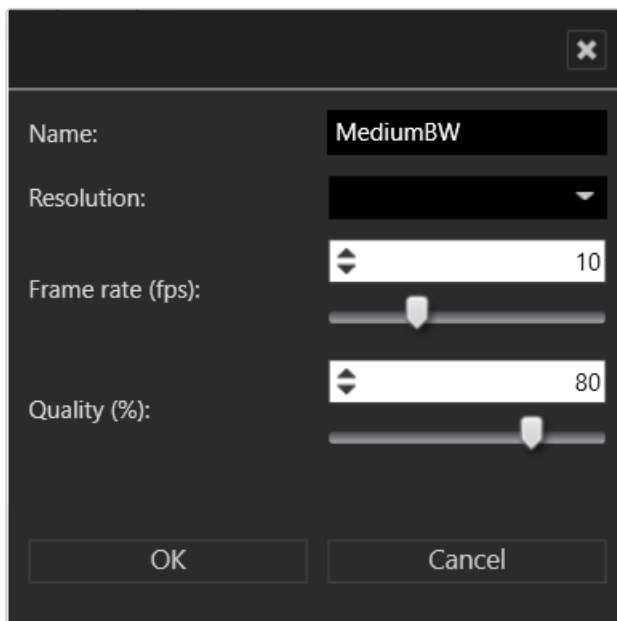 Name:
MediumBW
Resolution:
Frame rate (fps):
10
Quality (%):
80
OK
Cancel